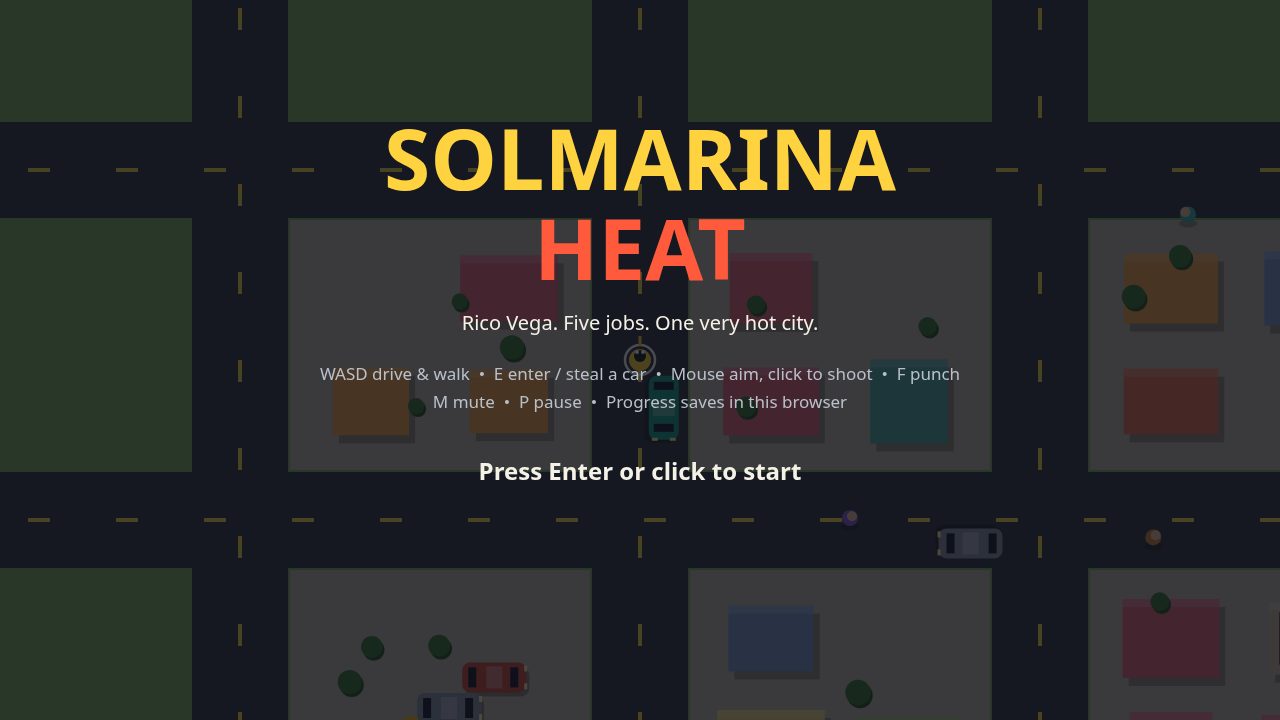 SOLMARINA
HEAT
Rico Vega. Five jobs. One very hot city.
WASD drive & walk • E enter / steal a car • Mouse aim, click to shoot • F punch
M mute • P pause • Progress saves in this browser
Press Enter or click to start